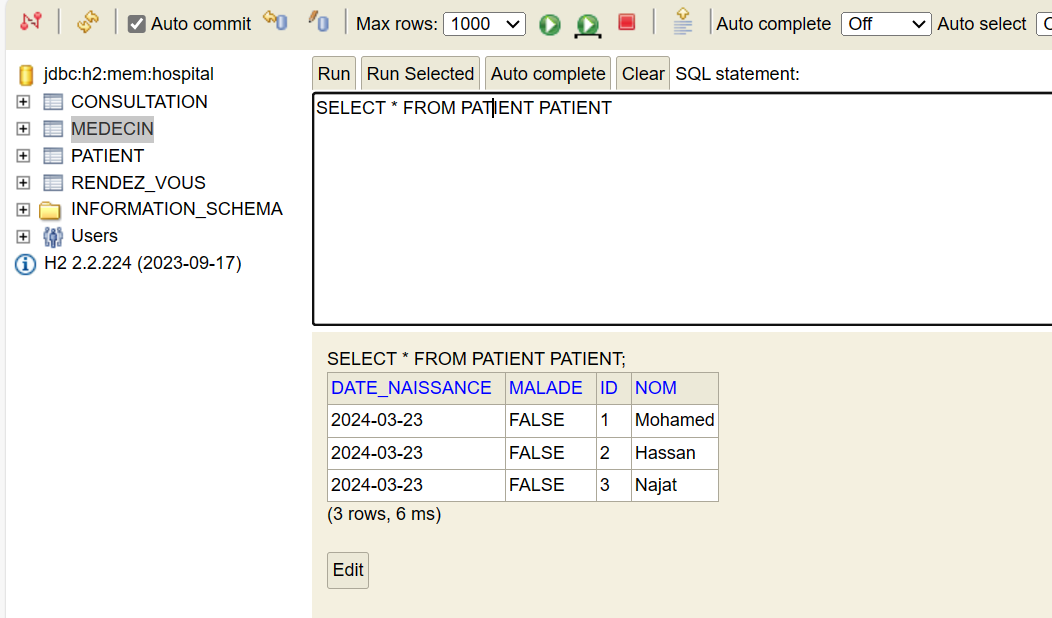 Auto commit Max rows: 1000 Auto complete Off Auto select
jdbc:h2:mem:hospital
CONSULTATION
MEDECIN
PATIENT
RENDEZ_VOUS
INFORMATION_SCHEMA
Users
H2 2.2.224 (2023-09-17)
Run Run Selected Auto complete Clear SQL statement:
SELECT * FROM PATIENT PATIENT
SELECT * FROM PATIENT PATIENT;
DATE_NAISSANCE MALADE ID NOM
2024-03-23 FALSE 1 Mohamed
2024-03-23 FALSE 2 Hassan
2024-03-23 FALSE 3 Najat
(3 rows, 6 ms)
Edit